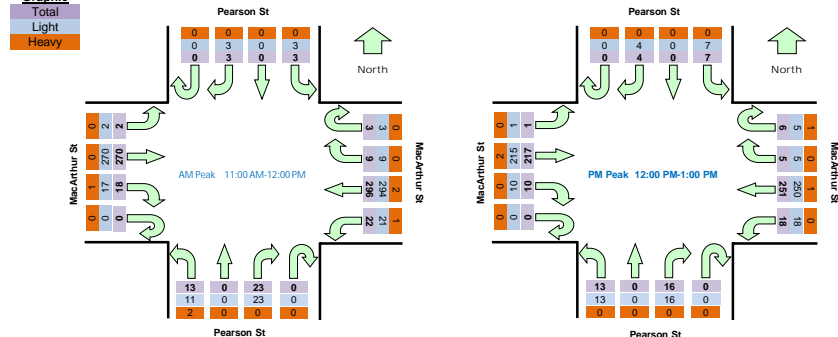 Graphic
Total
Light
Heavy
Pearson St
0 0 0 0
0 3 0 3
0 3 0 3
North
MacArthur St
0 2 2
0 270 270
1 17 18
0 0 0
AM Peak 11:00 AM-12:00 PM
3 3 0
9 9 0
296 294 2
22 21 1
MacArthur St
13 0 23 0
11 0 23 0
2 0 0 0
Pearson St
Pearson St
0 0 0 0
0 4 0 7
0 4 0 7
North
MacArthur St
0 1 1
2 215 217
0 10 10
0 0 0
PM Peak 12:00 PM-1:00 PM
6 5 1
5 5 0
251 250 1
18 18 0
MacArthur St
13 0 16 0
13 0 16 0
0 0 0 0
Pearson St